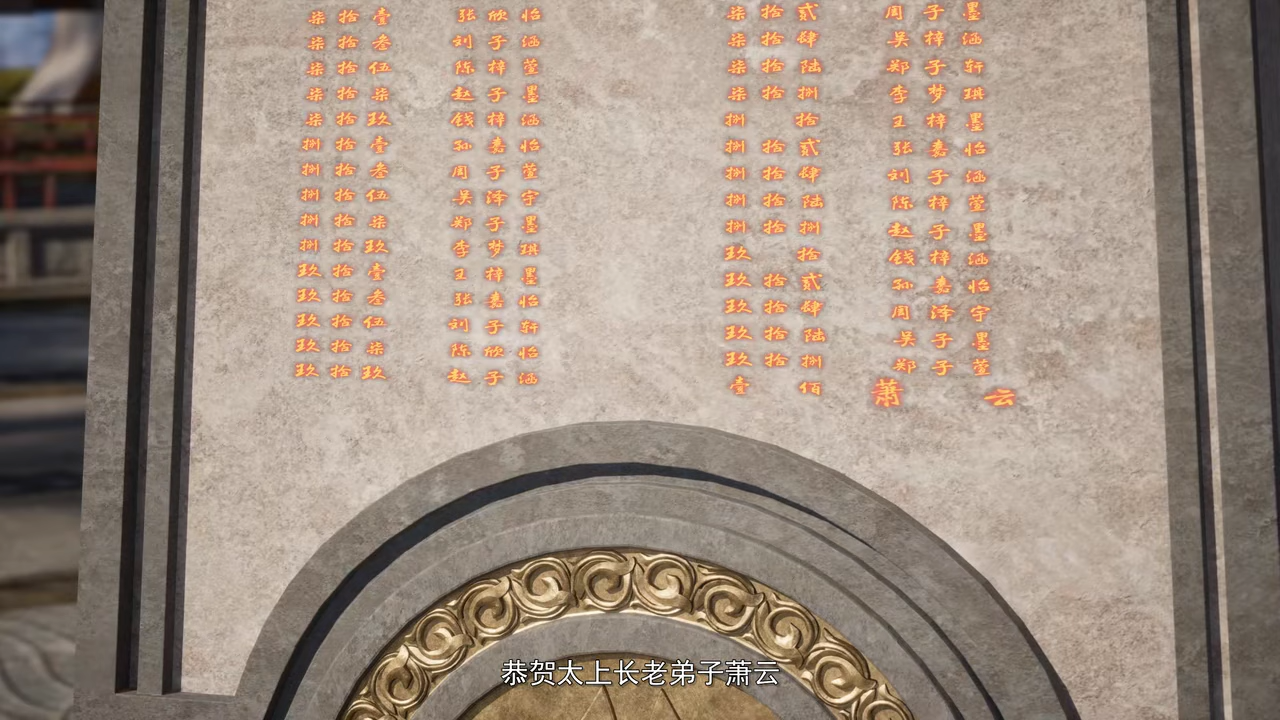 柒拾壹 张欣怡 柒拾贰 周子墨
柒拾叁 刘子涵 柒拾肆 吴梓涵
柒拾伍 陈梓萱 柒拾陆 郑子轩
柒拾柒 赵子墨 柒拾捌 李梦琪
柒拾玖 钱梓涵 捌拾 王梓墨
捌拾壹 孙嘉怡 捌拾贰 张嘉怡
捌拾叁 周子萱 捌拾肆 刘子涵
捌拾伍 吴泽宇 捌拾陆 陈梓萱
捌拾柒 郑子墨 捌拾捌 赵子墨
捌拾玖 李梦琪 玖拾 钱梓涵
玖拾壹 王梓墨 玖拾贰 孙嘉怡
玖拾叁 张嘉怡 玖拾肆 周泽宇
玖拾伍 刘子轩 玖拾陆 吴子墨
玖拾柒 陈欣怡 玖拾捌 郑子萱
玖拾玖 赵子涵 壹佰 萧云
恭贺太上长老弟子萧云